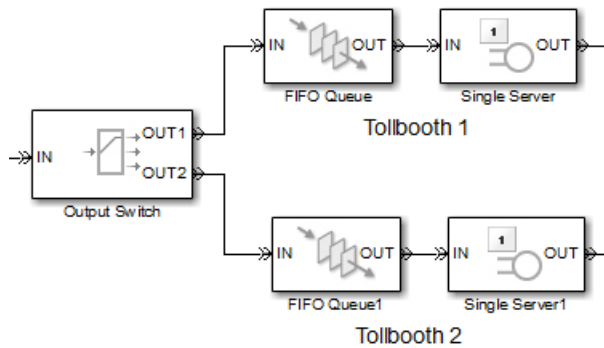 IN
OUT
FIFO Queue
IN
1
OUT
Single Server
Tollbooth 1
IN
OUT1
OUT2
Output Switch
IN
OUT
FIFO Queue1
IN
1
OUT
Single Server1
Tollbooth 2